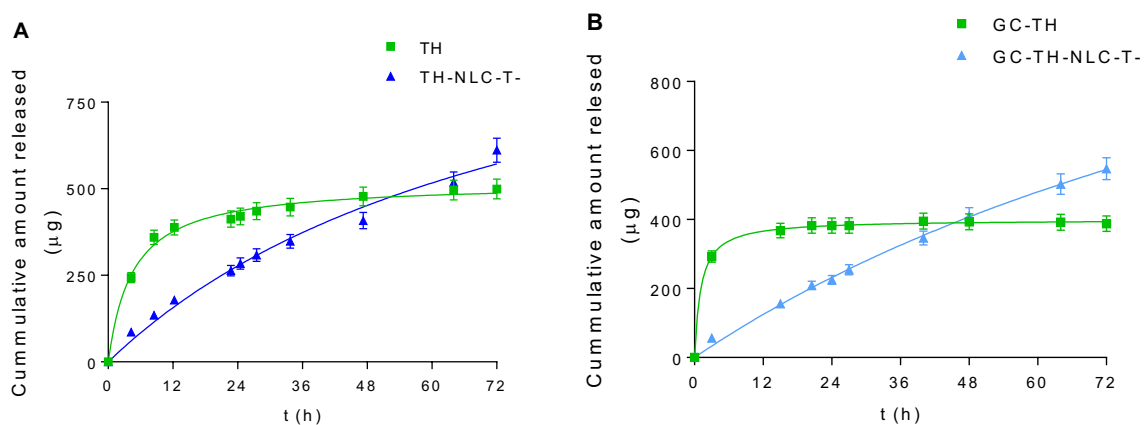 A
TH
TH-NLC-T-
Cummulative amount released
(μg)
750
500
250
0
0 12 24 36 48 60 72
t (h)
B
GC-TH
GC-TH-NLC-T-
Cummulative amount relesed
(μg)
800
600
400
200
0
0 12 24 36 48 60 72
t (h)